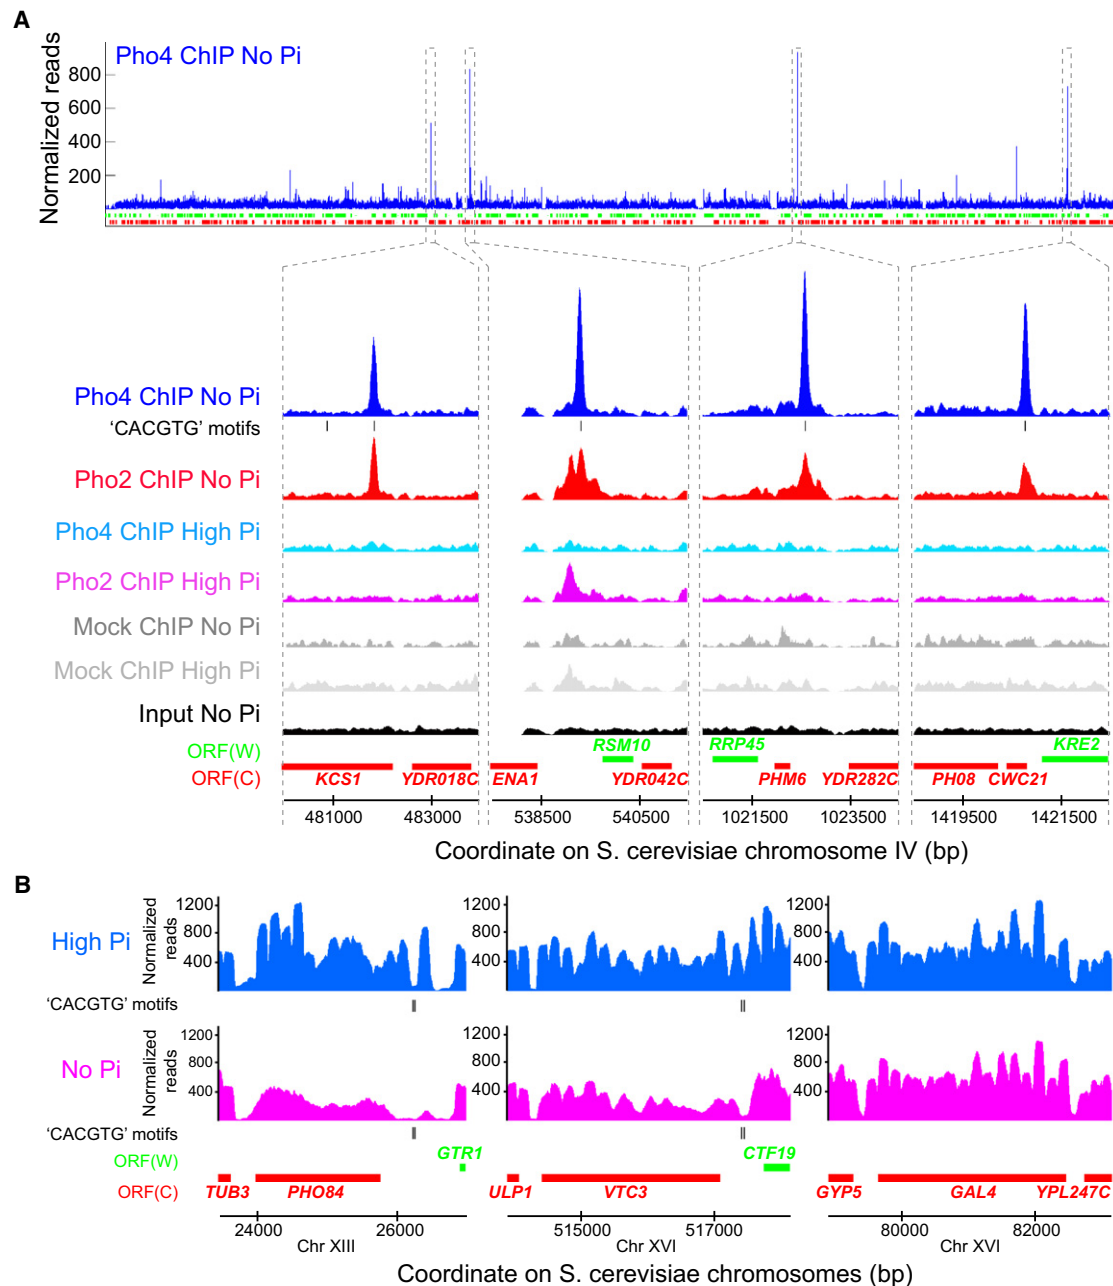 A
Pho4 ChIP No Pi
Normalized reads
800
600
400
200
Pho4 ChIP No Pi
‘CACGTG’ motifs
Pho2 ChIP No Pi
Pho4 ChIP High Pi
Pho2 ChIP High Pi
Mock ChIP No Pi
Mock ChIP High Pi
Input No Pi
ORF(W)
RSM10 RRP45 KRE2
ORF(C)
KCS1 YDR018C ENA1 YDR042C PHM6 YDR282C PH08 CWC21
481000 483000 538500 540500 1021500 1023500 1419500 1421500
Coordinate on S. cerevisiae chromosome IV (bp)
B
High Pi
Normalized reads
1200 1200 1200
800 800 800
400 400 400
‘CACGTG’ motifs
No Pi
Normalized reads
1200 1200 1200
800 800 800
400 400 400
‘CACGTG’ motifs
ORF(W)
GTR1 CTF19
ORF(C)
TUB3 PHO84 ULP1 VTC3 GYP5 GAL4 YPL247C
24000 26000 515000 517000 80000 82000
Chr XIII Chr XVI Chr XVI
Coordinate on S. cerevisiae chromosomes (bp)